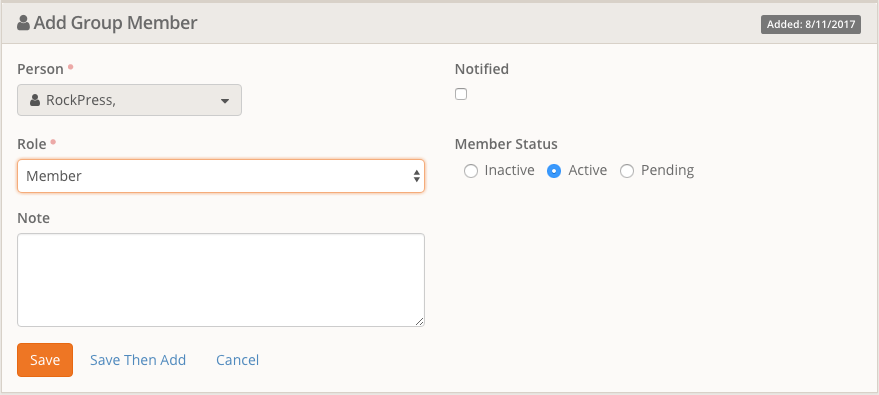 Add Group Member
Added: 8/11/2017
Person *
RockPress,
Notified
Role *
Member
Member Status
Inactive Active Pending
Note
Save Save Then Add Cancel